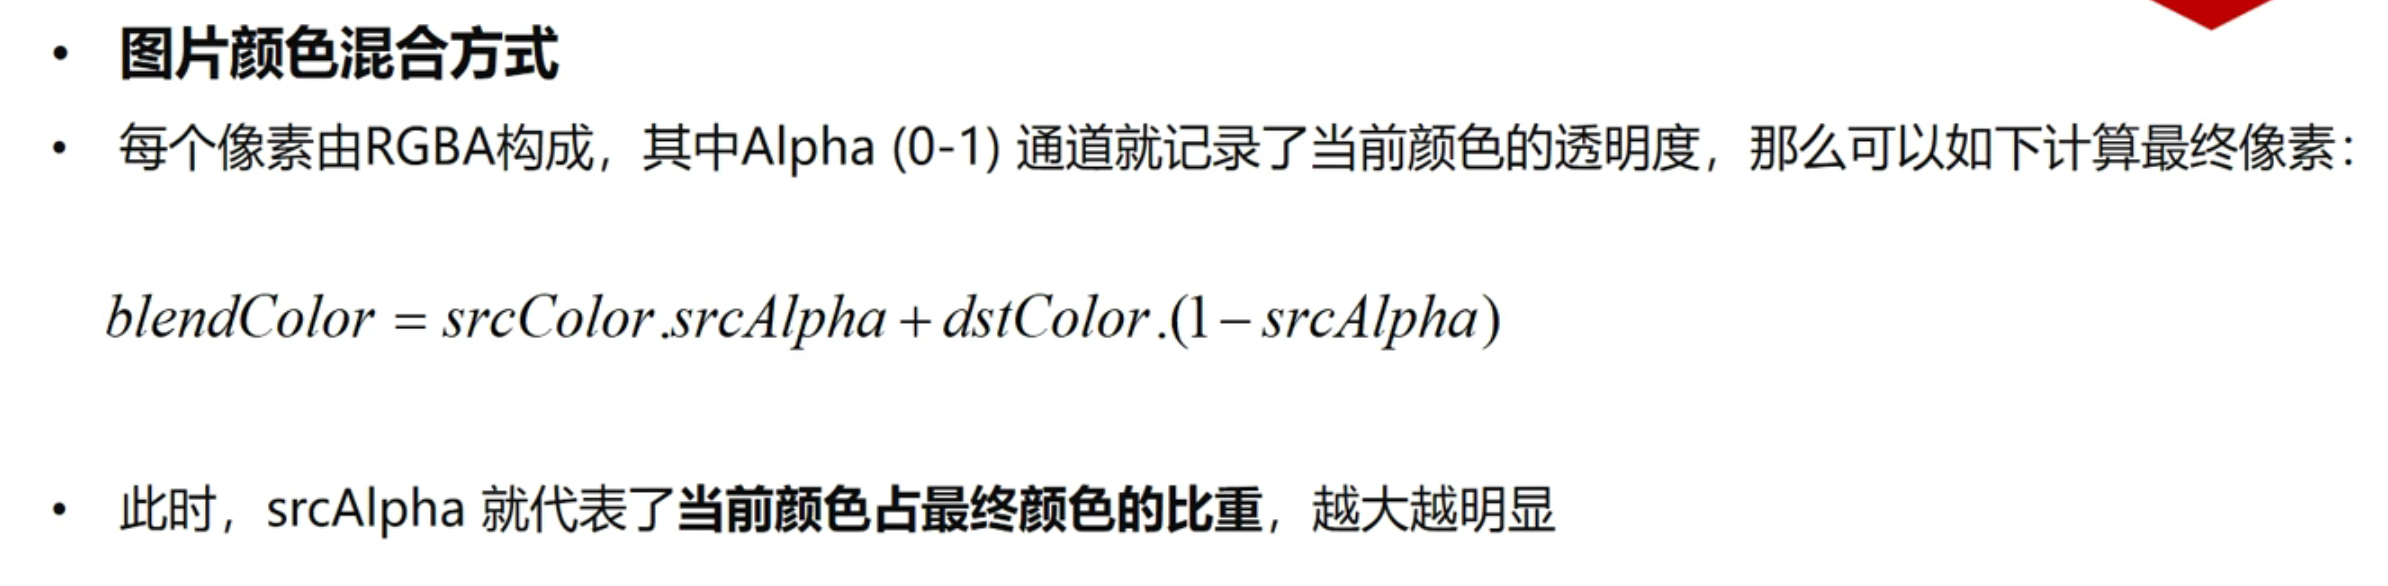 • 图片颜色混合方式
• 每个像素由RGBA构成，其中Alpha (0-1) 通道就记录了当前颜色的透明度，那么可以如下计算最终像素：
blendColor = srcColor.srcAlpha + dstColor.(1 − srcAlpha)
• 此时，srcAlpha 就代表了当前颜色占最终颜色的比重，越大越明显